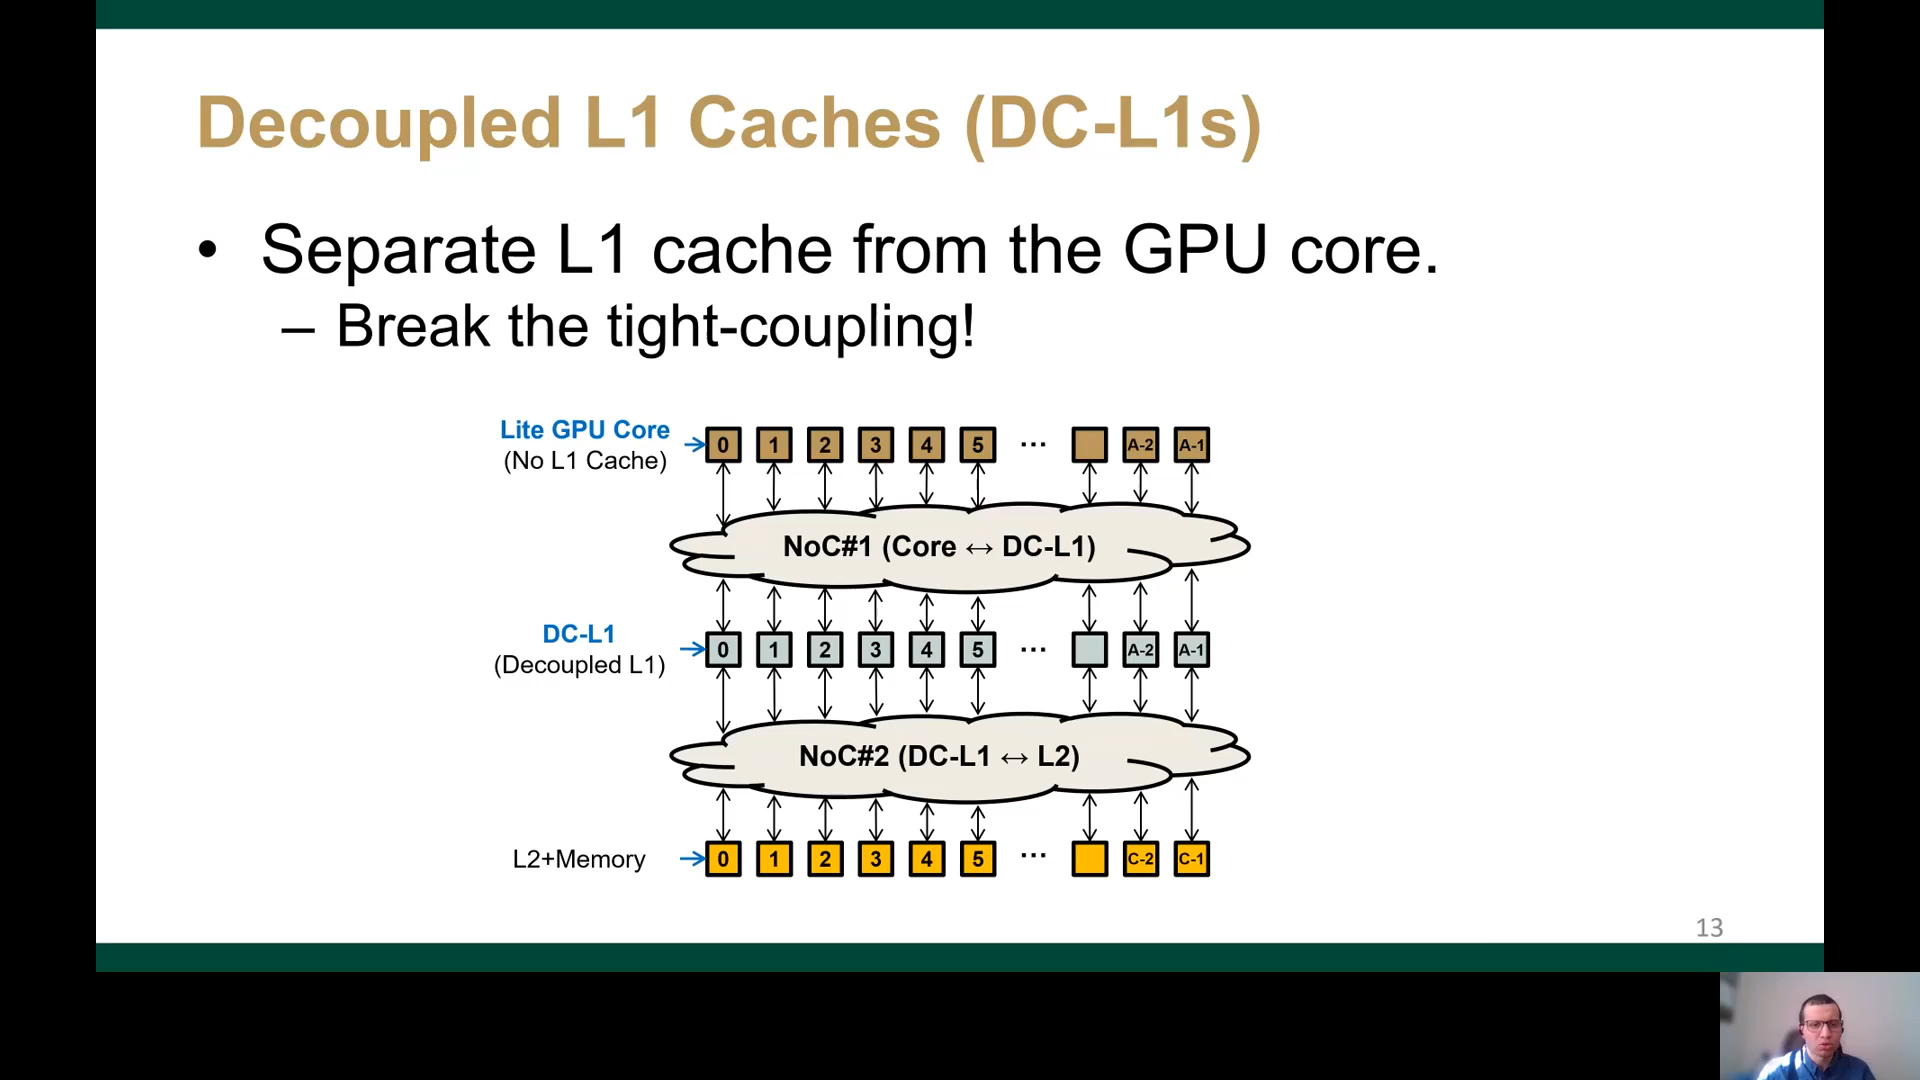 Decoupled L1 Caches (DC-L1s)
• Separate L1 cache from the GPU core.
– Break the tight-coupling!
Lite GPU Core
(No L1 Cache)
0 1 2 3 4 5 ... A-2 A-1
NoC#1 (Core ↔ DC-L1)
DC-L1
(Decoupled L1)
0 1 2 3 4 5 ... A-2 A-1
NoC#2 (DC-L1 ↔ L2)
L2+Memory
0 1 2 3 4 5 ... C-2 C-1
13